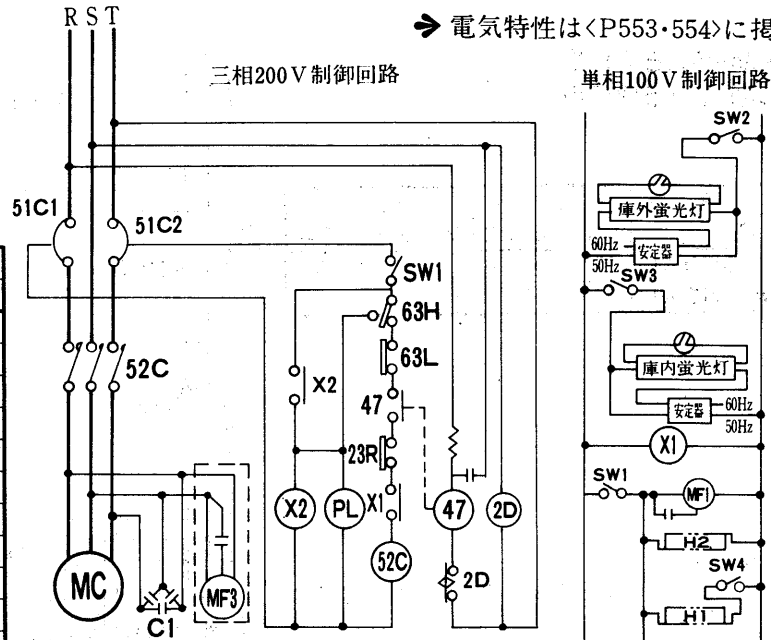 R S T
➔ 電気特性は<P553・554>に掲
三相200V制御回路
単相100V制御回路
SW2
51C1
51C2
庫外蛍光灯
60Hz
安定器
50Hz
SW3
SW1
63H
63L
52C
X2
47
庫内蛍光灯
安定器
60Hz
50Hz
23R
X1
X1
SW1
MF1
X2
PL
47
2D
H2
52C
2D
SW4
MC
C1
MF3
H1